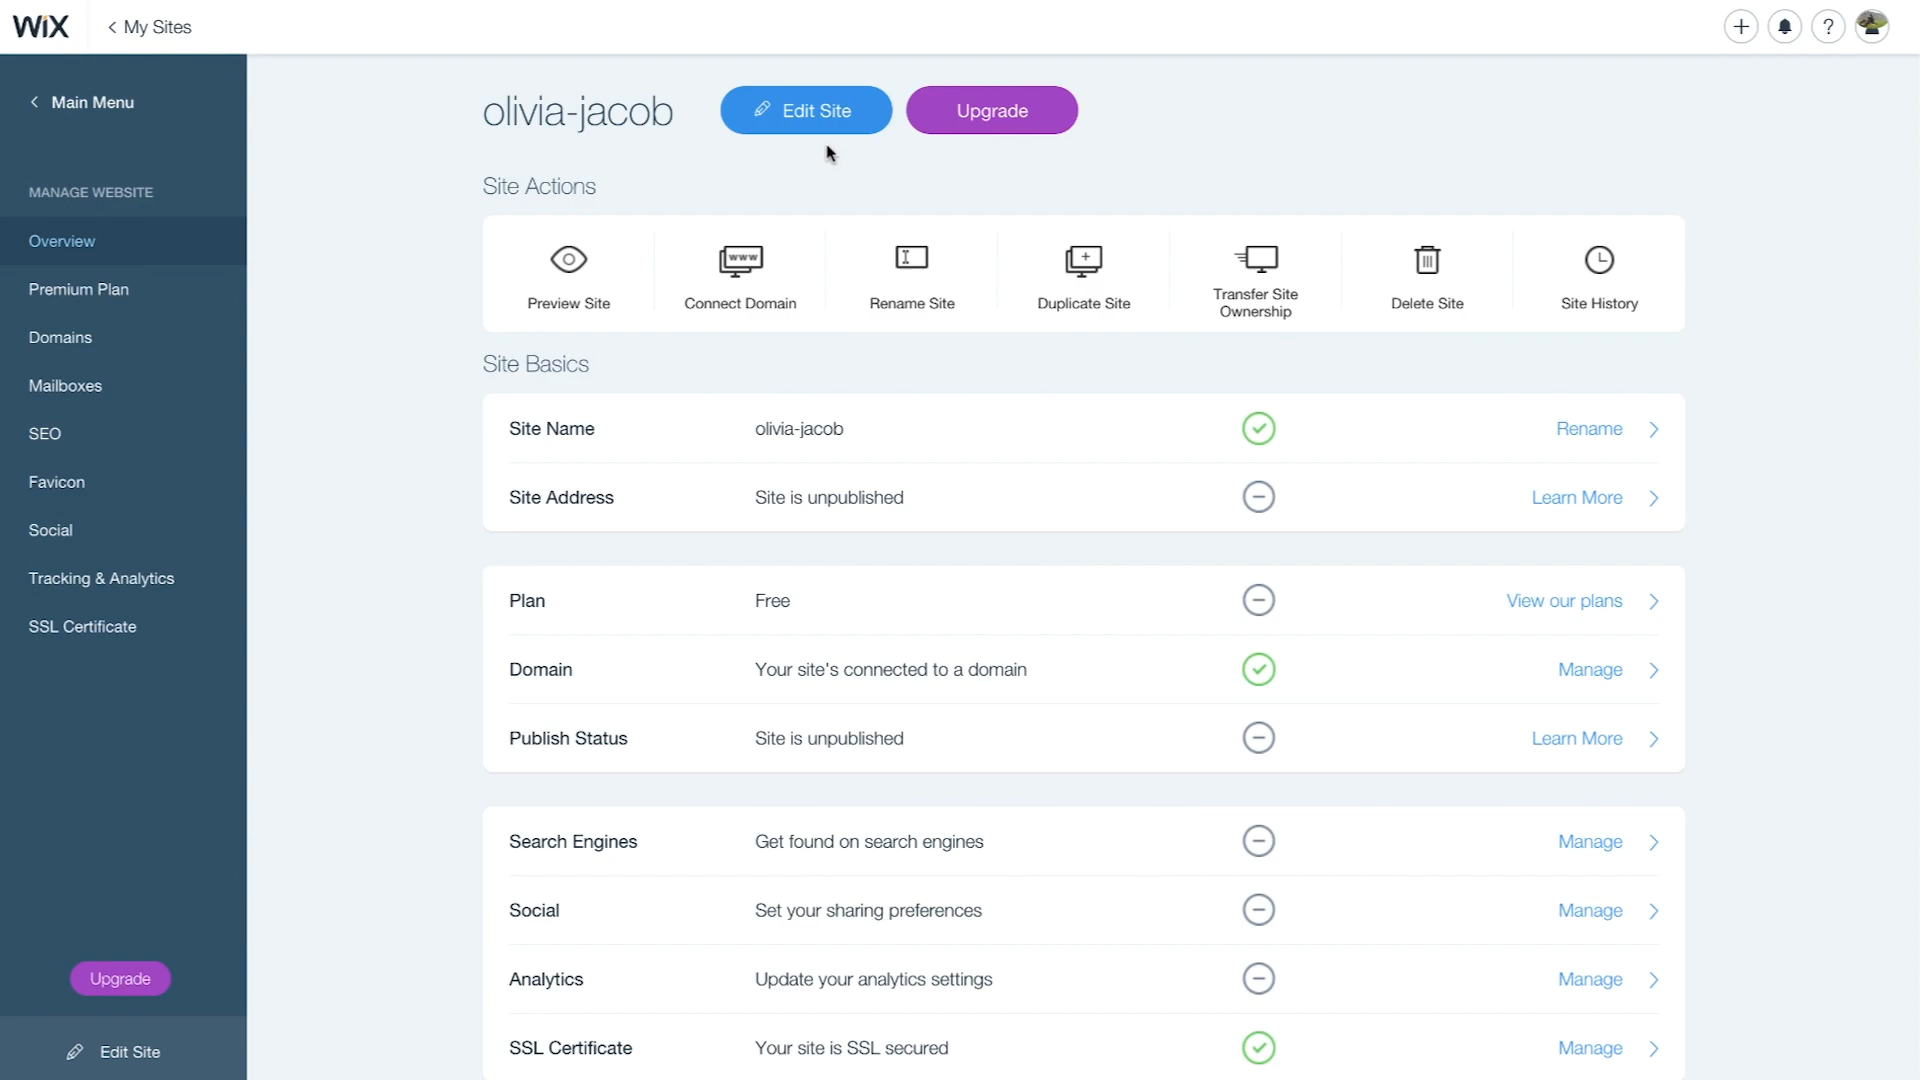 WiX
< My Sites
?
< Main Menu
MANAGE WEBSITE
Overview
Premium Plan
Domains
Mailboxes
SEO
Favicon
Social
Tracking & Analytics
SSL Certificate
Upgrade
Edit Site
olivia-jacob
Edit Site
Upgrade
Site Actions
Preview Site
www
Connect Domain
Rename Site
Duplicate Site
Transfer Site
Ownership
Delete Site
Site History
Site Basics
Site Name olivia-jacob Rename
Site Address Site is unpublished Learn More
Plan Free View our plans
Domain Your site's connected to a domain Manage
Publish Status Site is unpublished Learn More
Search Engines Get found on search engines Manage
Social Set your sharing preferences Manage
Analytics Update your analytics settings Manage
SSL Certificate Your site is SSL secured Manage